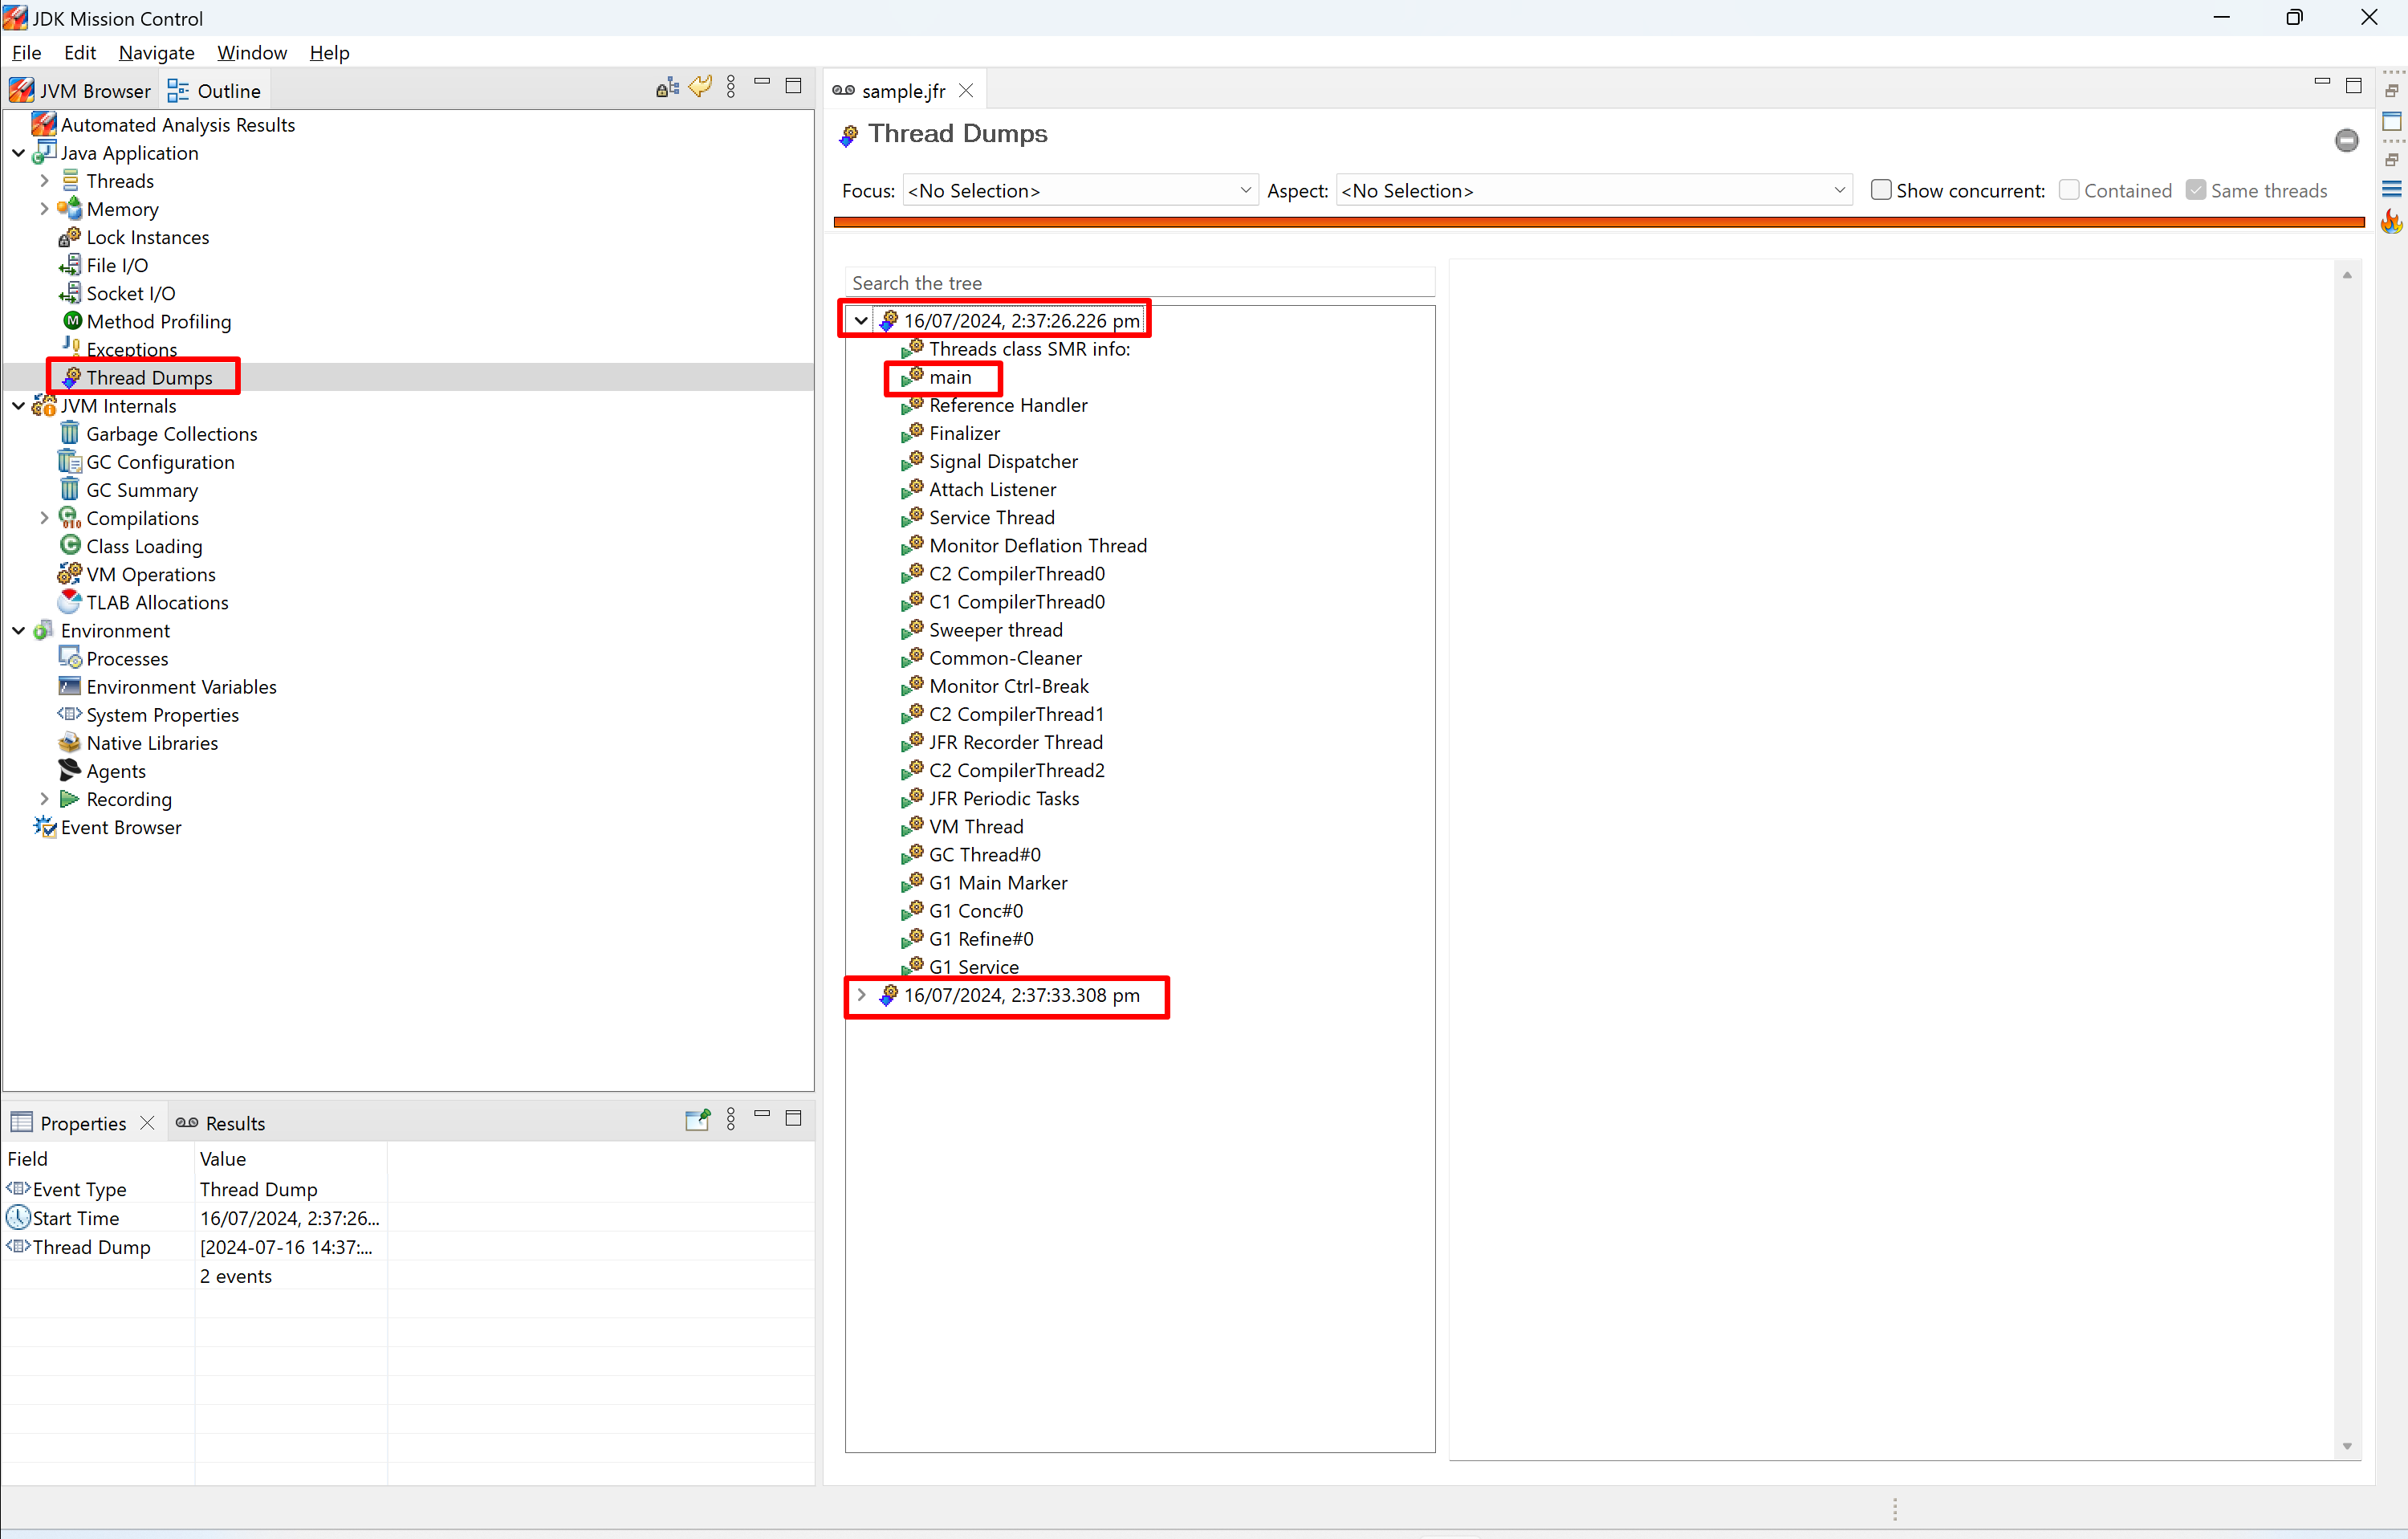 JDK Mission Control
File Edit Navigate Window Help
JVM Browser Outline
Automated Analysis Results
Java Application
Threads
Memory
Lock Instances
File I/O
Socket I/O
Method Profiling
Exceptions
Thread Dumps
JVM Internals
Garbage Collections
GC Configuration
GC Summary
Compilations
Class Loading
VM Operations
TLAB Allocations
Environment
Processes
Environment Variables
System Properties
Native Libraries
Agents
Recording
Event Browser
Properties Results
Field Value
Event Type Thread Dump
Start Time 16/07/2024, 2:37:26...
Thread Dump [2024-07-16 14:37:...
2 events
sample.jfr
Thread Dumps
Focus: <No Selection> Aspect: <No Selection> Show concurrent: Contained Same threads
Search the tree
16/07/2024, 2:37:26.226 pm
Threads class SMR info:
main
Reference Handler
Finalizer
Signal Dispatcher
Attach Listener
Service Thread
Monitor Deflation Thread
C2 CompilerThread0
C1 CompilerThread0
Sweeper thread
Common-Cleaner
Monitor Ctrl-Break
C2 CompilerThread1
JFR Recorder Thread
C2 CompilerThread2
JFR Periodic Tasks
VM Thread
GC Thread#0
G1 Main Marker
G1 Conc#0
G1 Refine#0
G1 Service
16/07/2024, 2:37:33.308 pm